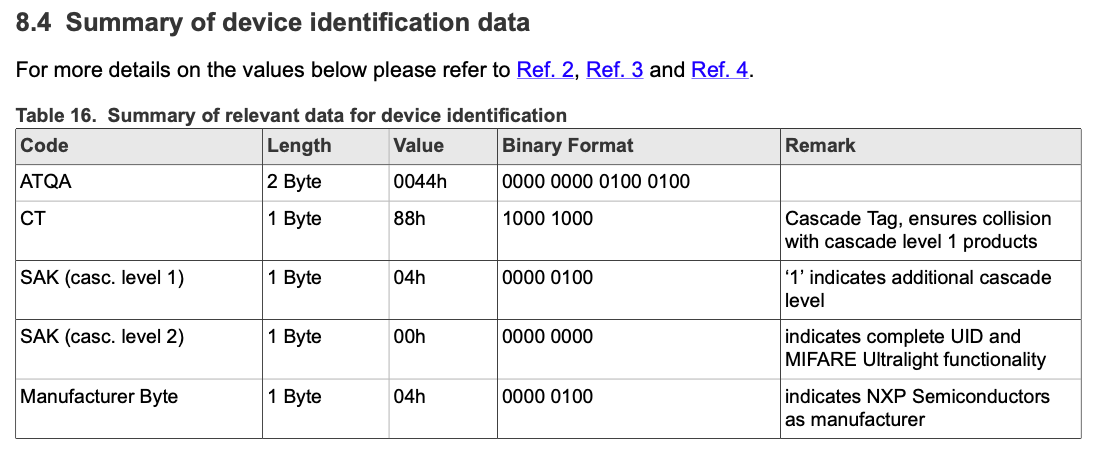 8.4 Summary of device identification data
For more details on the values below please refer to Ref. 2, Ref. 3 and Ref. 4.
Table 16. Summary of relevant data for device identification
Code Length Value Binary Format Remark
ATQA 2 Byte 0044h 0000 0000 0100 0100
CT 1 Byte 88h 1000 1000 Cascade Tag, ensures collision
with cascade level 1 products
SAK (casc. level 1) 1 Byte 04h 0000 0100 ‘1’ indicates additional cascade
level
SAK (casc. level 2) 1 Byte 00h 0000 0000 indicates complete UID and
MIFARE Ultralight functionality
Manufacturer Byte 1 Byte 04h 0000 0100 indicates NXP Semiconductors
as manufacturer